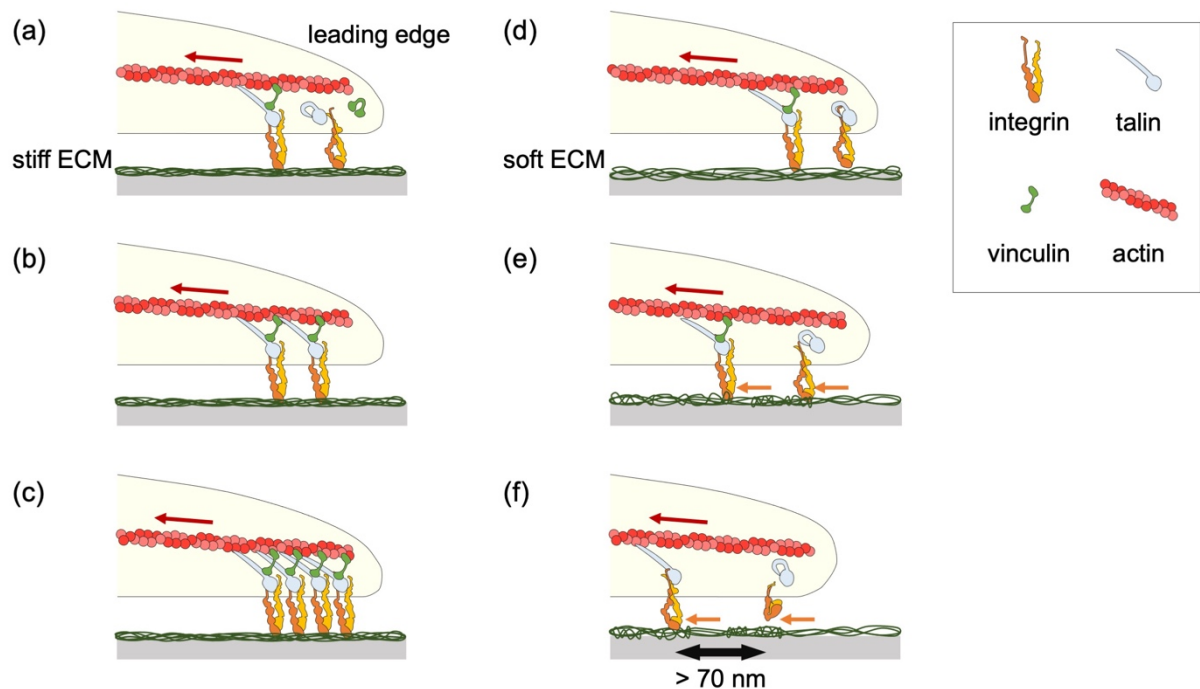 (a)
leading edge
stiff ECM
(b)
(c)
(d)
soft ECM
(e)
(f)
> 70 nm
integrin
talin
vinculin
actin